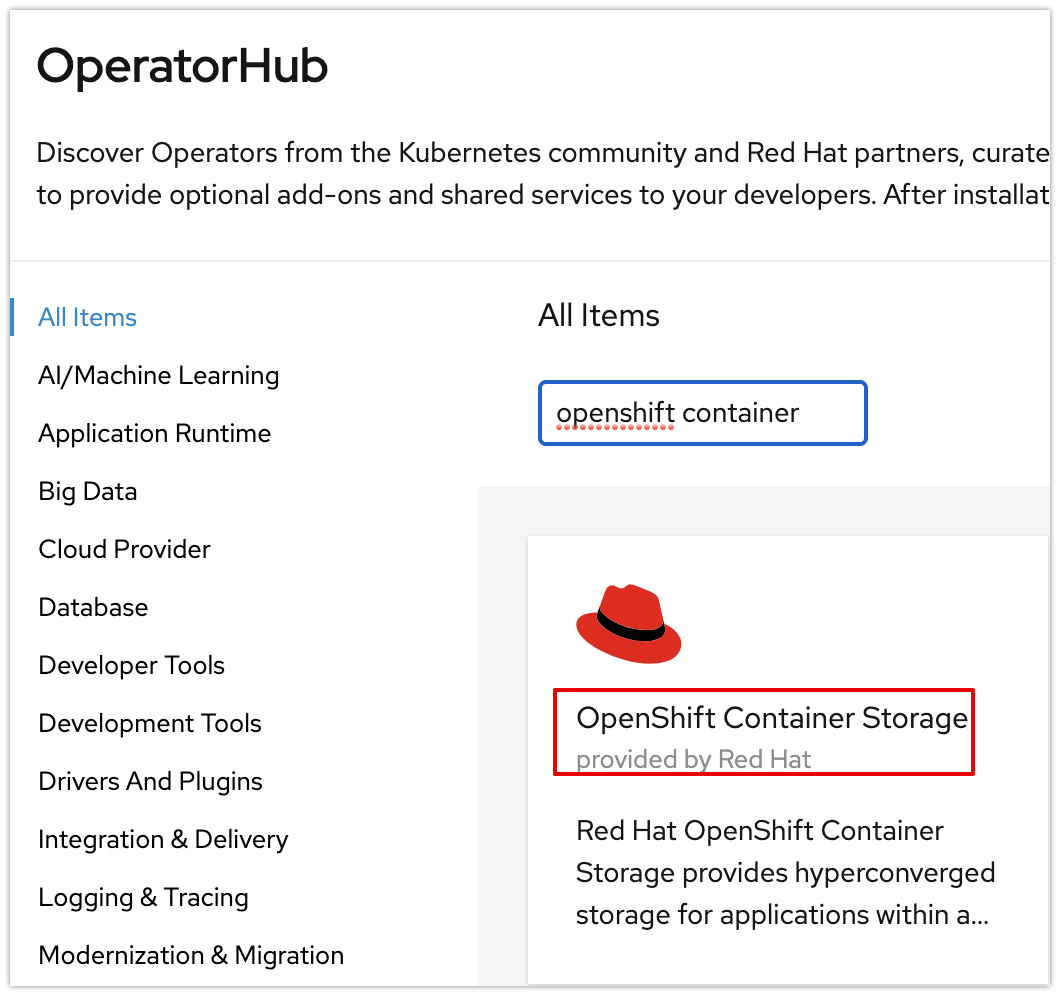 OperatorHub
Discover Operators from the Kubernetes community and Red Hat partners, curate
to provide optional add-ons and shared services to your developers. After installat
All Items
AI/Machine Learning
Application Runtime
Big Data
Cloud Provider
Database
Developer Tools
Development Tools
Drivers And Plugins
Integration & Delivery
Logging & Tracing
Modernization & Migration
All Items
openshift container
OpenShift Container Storage
provided by Red Hat
Red Hat OpenShift Container
Storage provides hyperconverged
storage for applications within a...